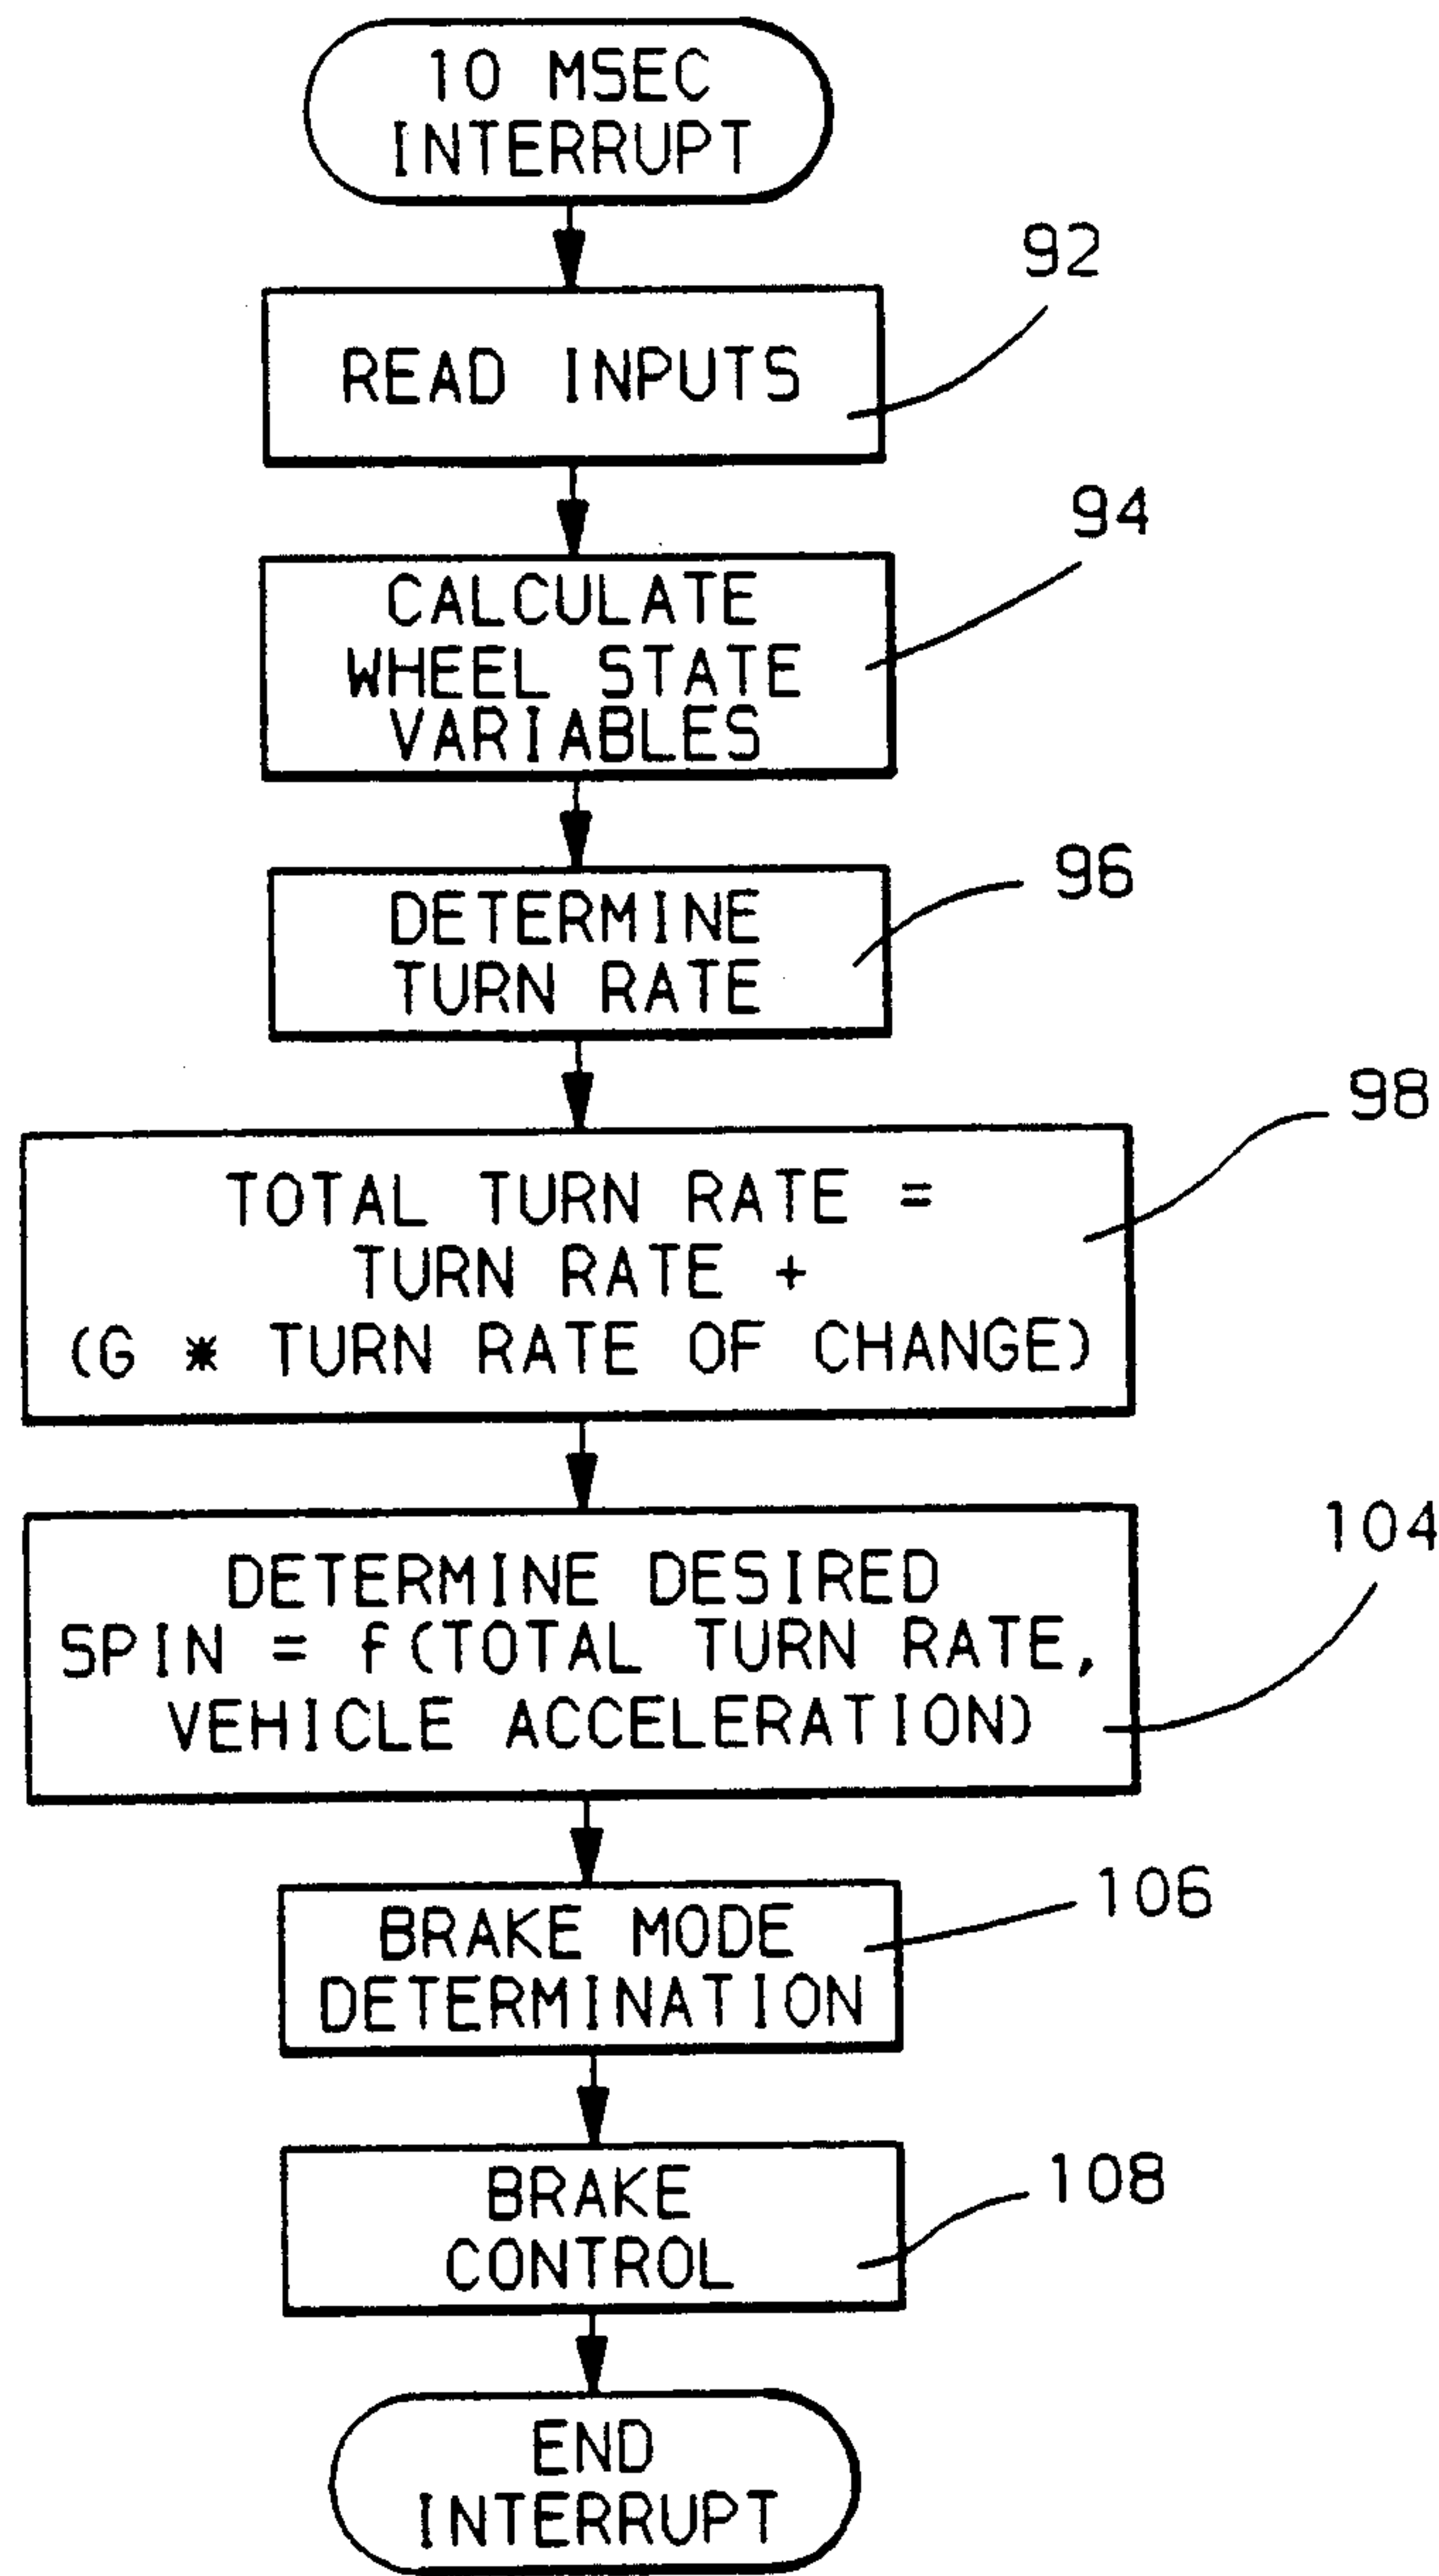 10 MSEC
INTERRUPT
92
READ INPUTS
94
CALCULATE
WHEEL STATE
VARIABLES
96
DETERMINE
TURN RATE
98
TOTAL TURN RATE =
TURN RATE +
(G * TURN RATE OF CHANGE)
104
DETERMINE DESIRED
SPIN = f(TOTAL TURN RATE,
VEHICLE ACCELERATION)
106
BRAKE MODE
DETERMINATION
108
BRAKE
CONTROL
END
INTERRUPT